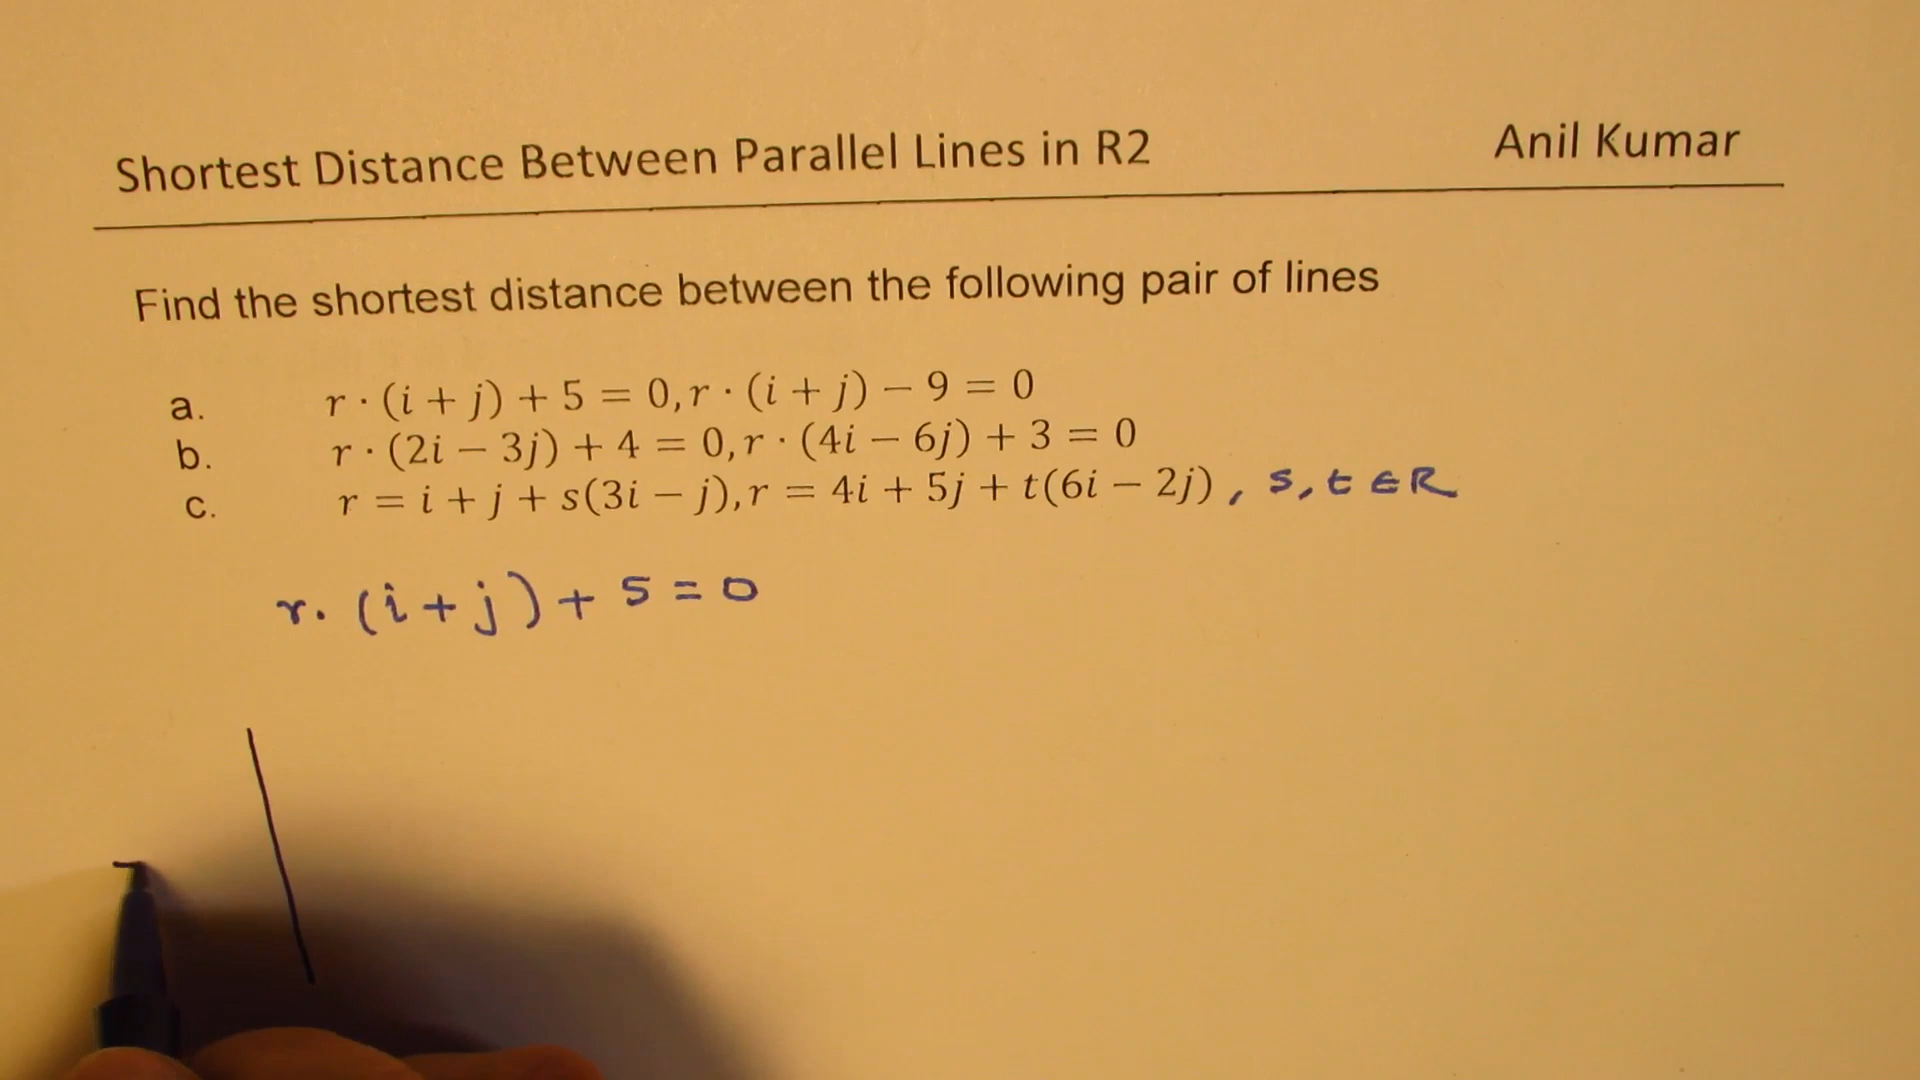 Shortest Distance Between Parallel Lines in R2 Anil Kumar
Find the shortest distance between the following pair of lines
a. r · (i + j) + 5 = 0, r · (i + j) − 9 = 0
b. r · (2i − 3j) + 4 = 0, r · (4i − 6j) + 3 = 0
c. r = i + j + s(3i − j), r = 4i + 5j + t(6i − 2j) , s, t ∈ R
r. (i + j) + 5 = 0